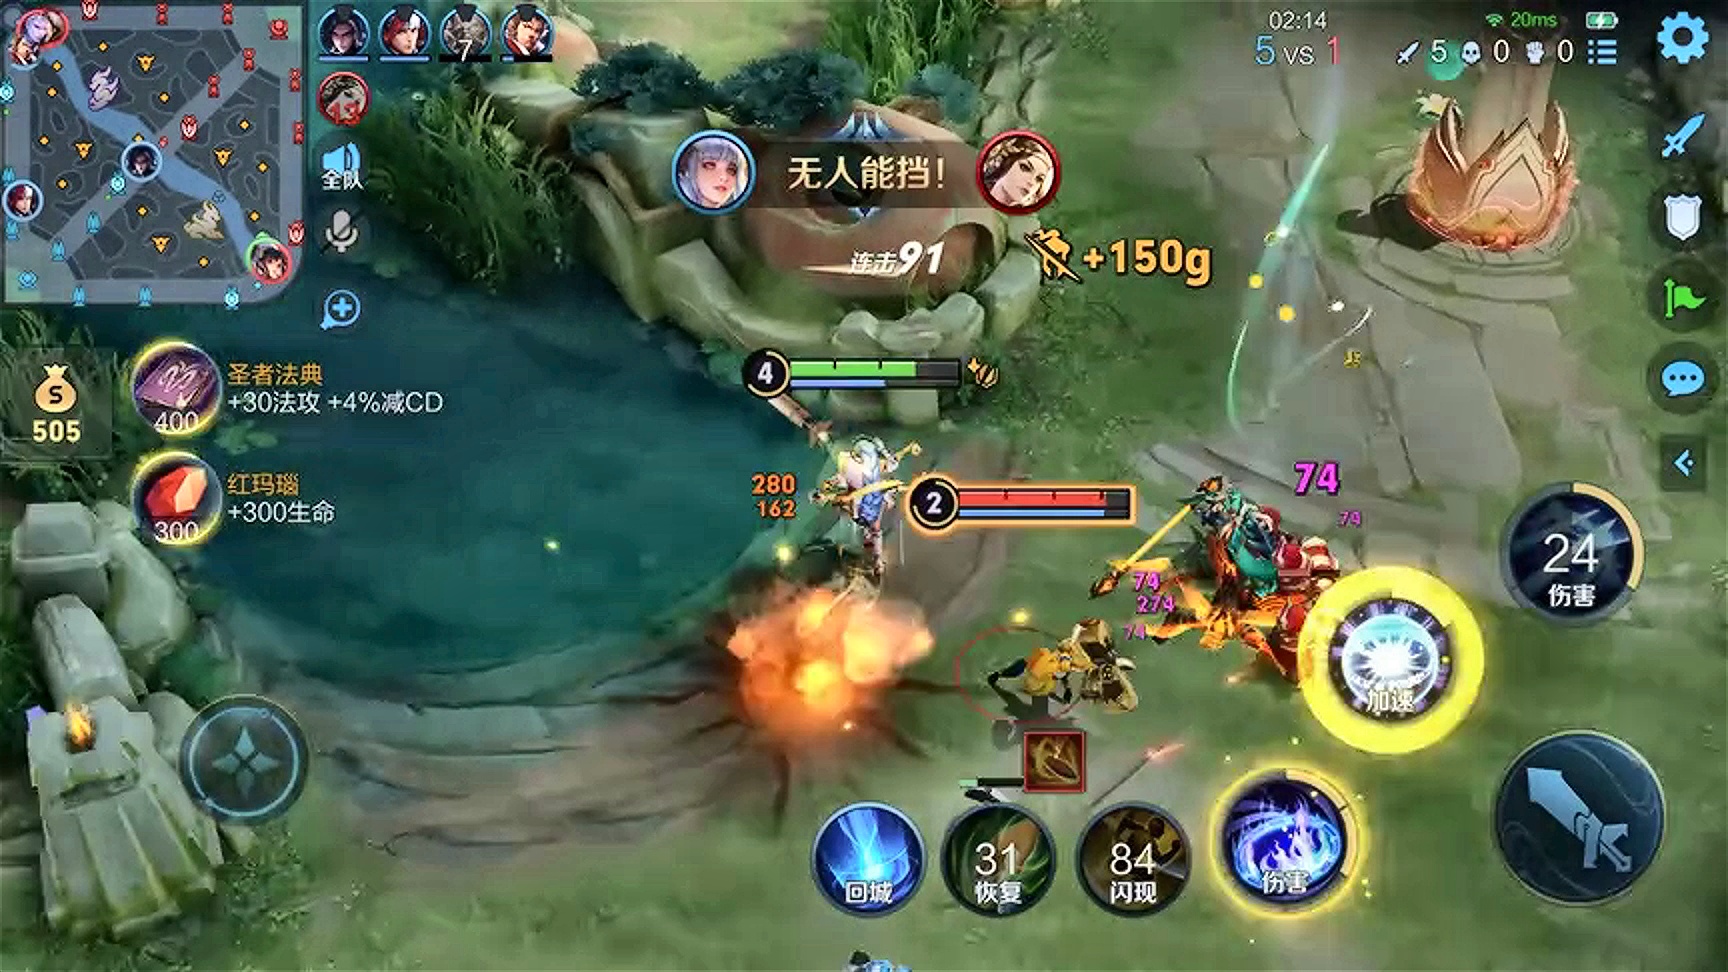 7
13
全队
02:14
20ms
5 vs 1
5 0 0
无人能挡!
连击91
+150g
505
圣者法典
+30法攻 +4%减CD
400
红玛瑙
+300生命
300
4
280
162
2
74
74
74
274
74
24
伤害
加速
回城
31
恢复
84
闪现
伤害